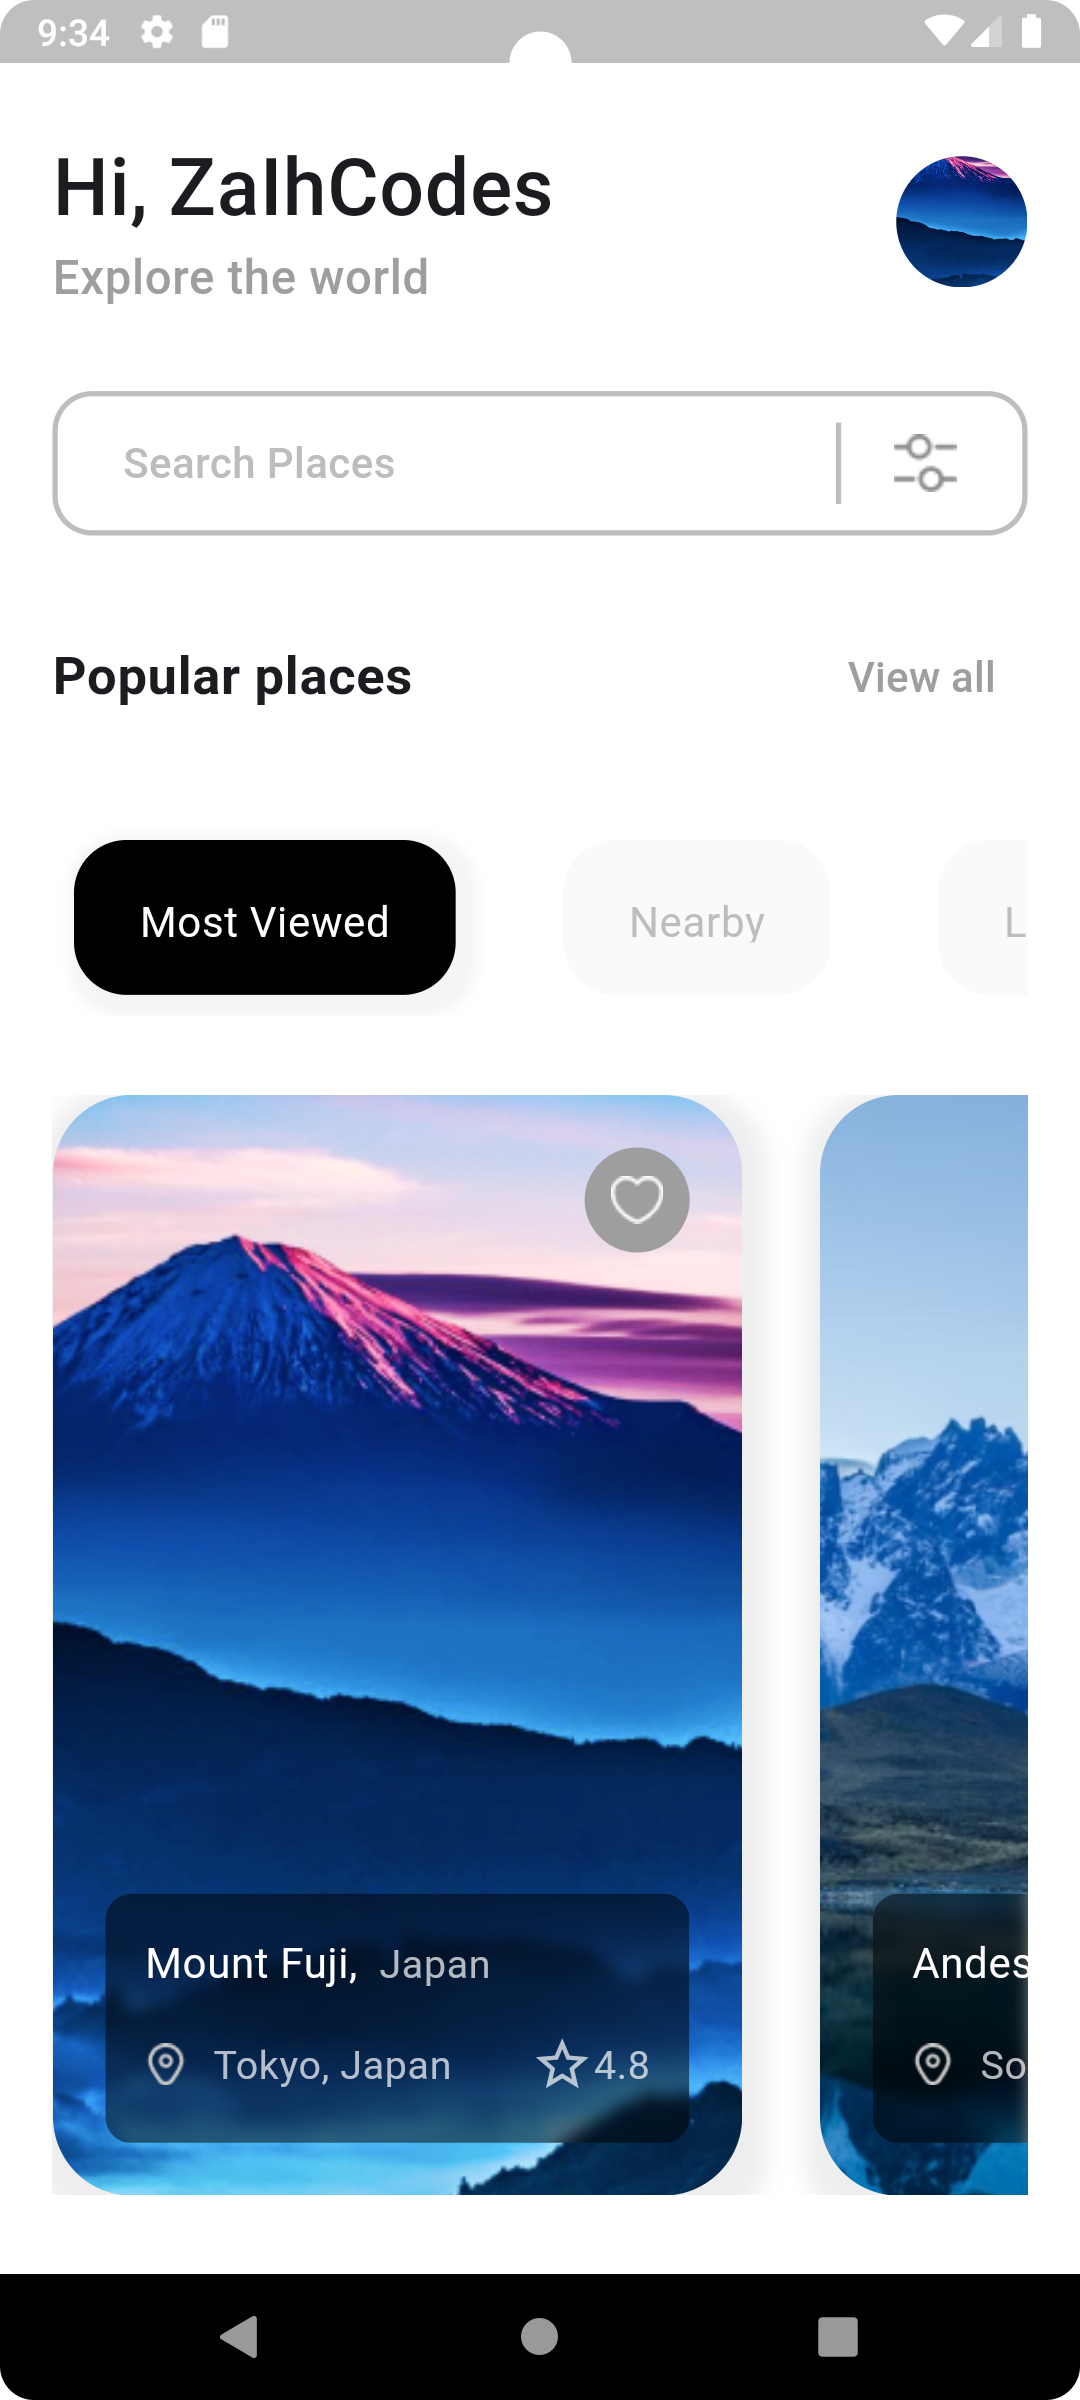 9:34
Hi, ZaIhCodes
Explore the world
Search Places
Popular places
View all
Most Viewed
Nearby
L
Mount Fuji, Japan
Tokyo, Japan
4.8
Andes
So